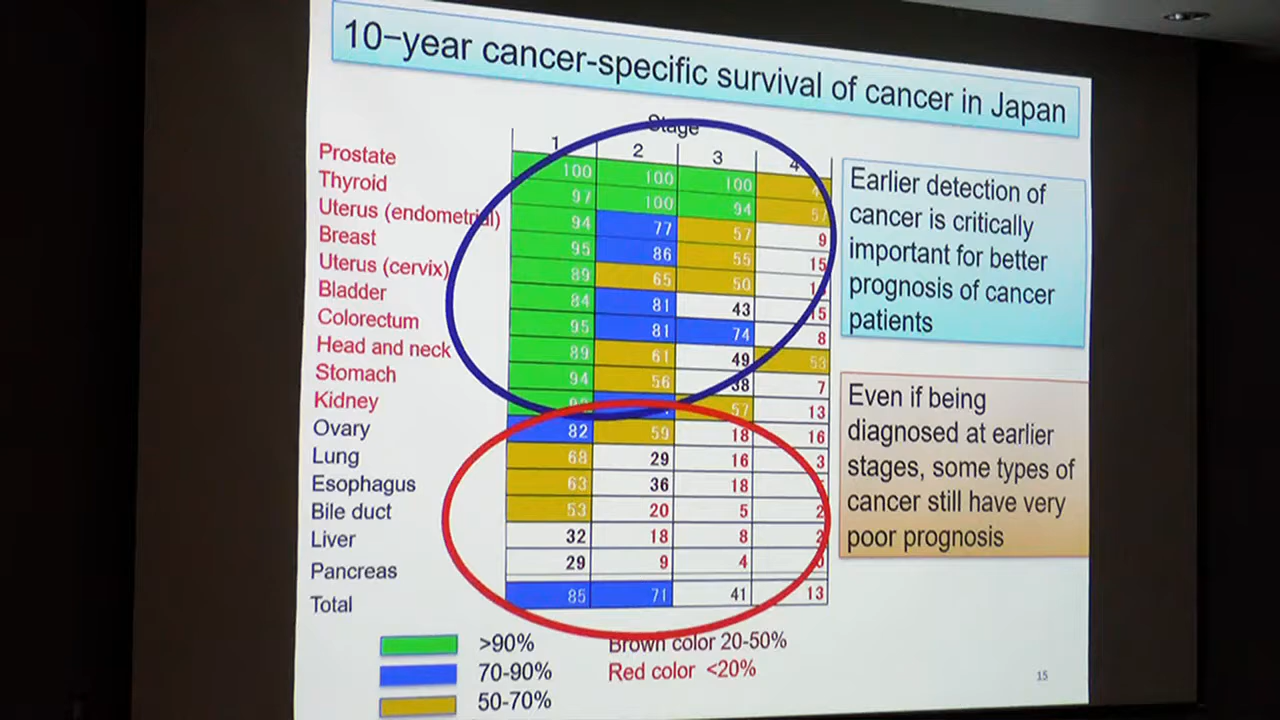 10-year cancer-specific survival of cancer in Japan
Stage
1 2 3 4
Prostate 100 100 100
Thyroid 97 100 94 57
Uterus (endometrial) 94 77 57 9
Breast 95 86 55 15
Uterus (cervix) 89 65 50
Bladder 84 81 43 15
Colorectum 95 81 74 8
Head and neck 89 61 49 53
Stomach 94 56 38 7
Kidney 57 13
Ovary 82 59 18 16
Lung 68 29 16 3
Esophagus 63 36 18
Bile duct 53 20 5 2
Liver 32 18 8 2
Pancreas 29 9 4 0
Total 85 71 41 13
>90% Brown color 20-50%
70-90% Red color <20%
50-70%
Earlier detection of
cancer is critically
important for better
prognosis of cancer
patients
Even if being
diagnosed at earlier
stages, some types of
cancer still have very
poor prognosis
15